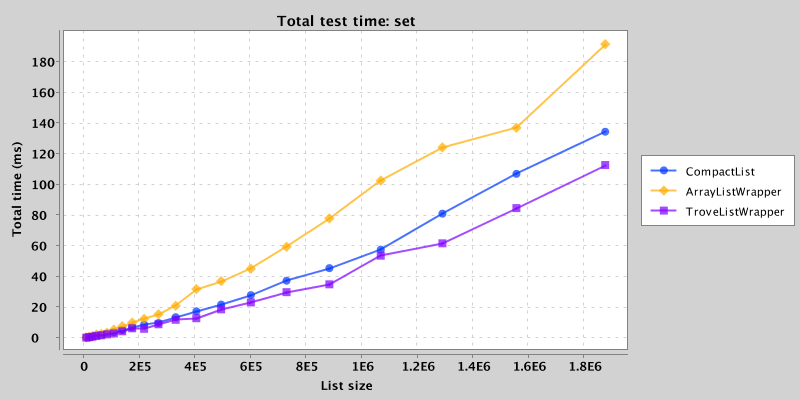 Total test time: set
Total time (ms)
180
160
140
120
100
80
60
40
20
0
0 2E5 4E5 6E5 8E5 1E6 1.2E6 1.4E6 1.6E6 1.8E6
List size
CompactList
ArrayListWrapper
TroveListWrapper